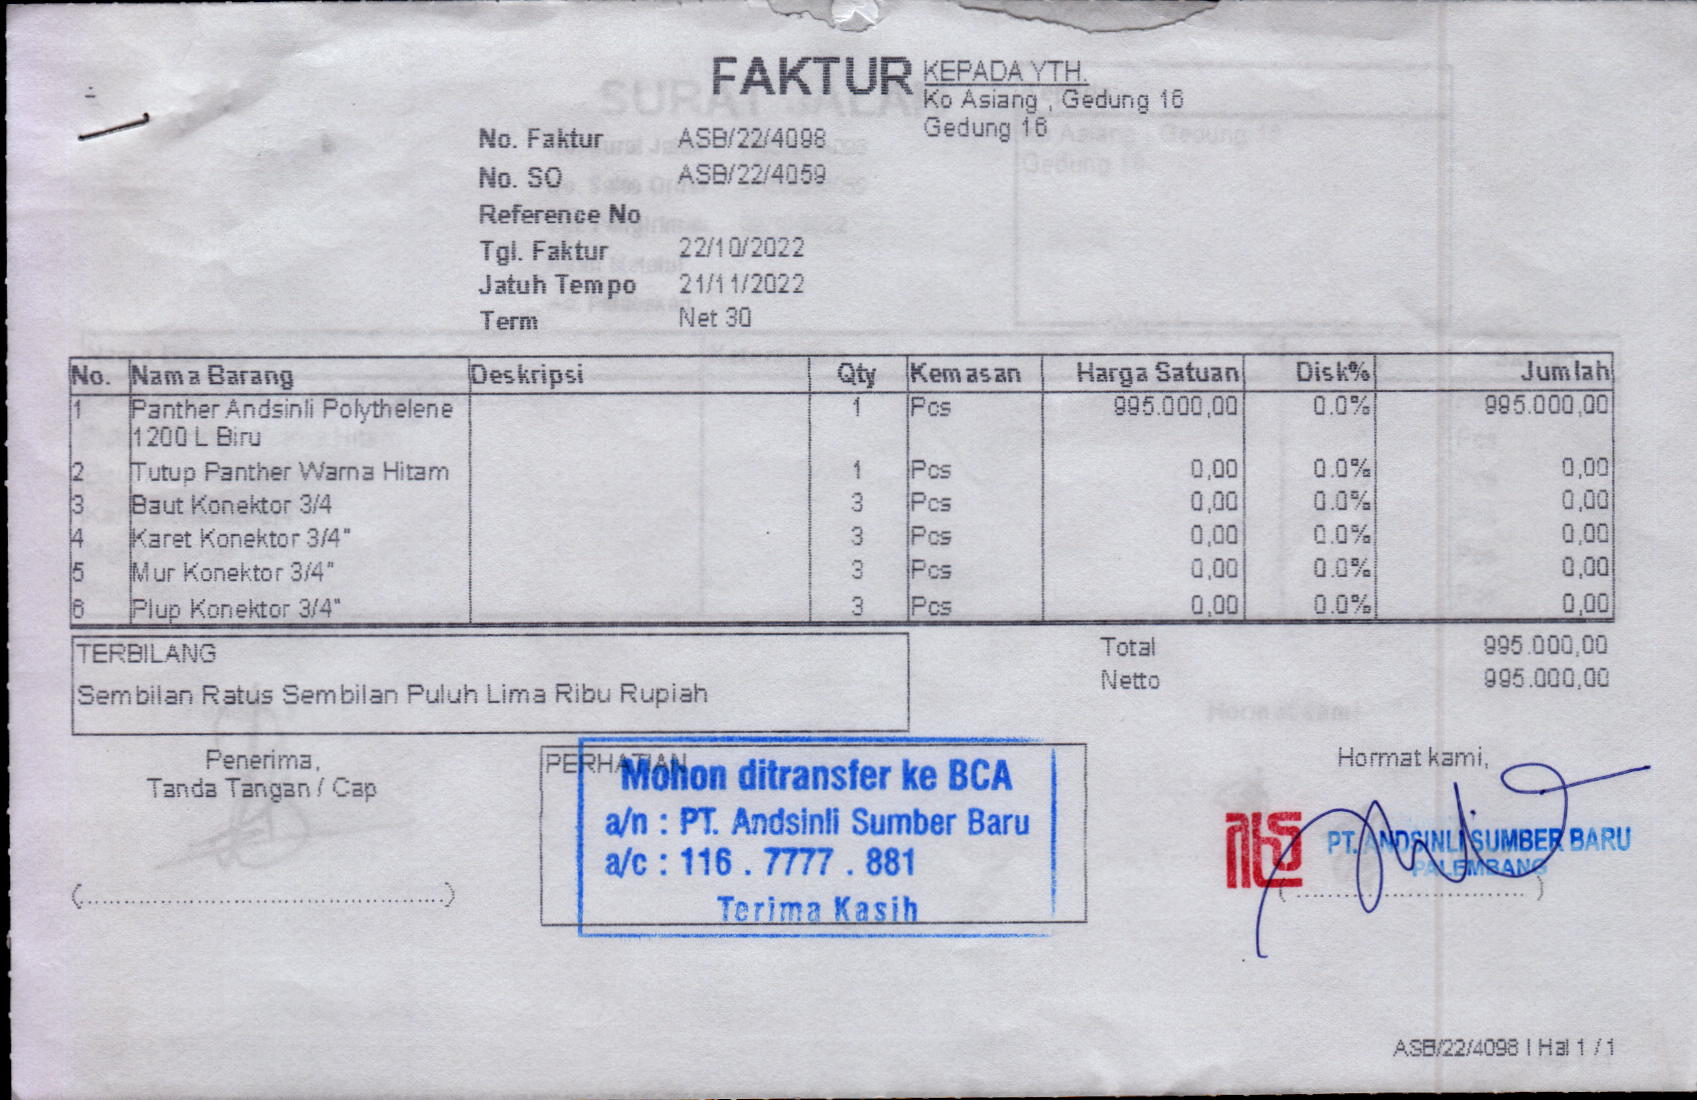 FAKTUR
KEPADA YTH.
Ko Asiang , Gedung 16
Gedung 16
No. Faktur ASB/22/4098
No. SO ASB/22/4059
Reference No
Tgl. Faktur 22/10/2022
Jatuh Tempo 21/11/2022
Term Net 30
No. Nama Barang Deskripsi Qty Kemasan Harga Satuan Disk% Jumlah
1 Panther Andsinli Polythelene 1 Pcs 995.000,00 0.0% 995.000,00
1200 L Biru
2 Tutup Panther Warna Hitam 1 Pcs 0,00 0.0% 0,00
3 Baut Konektor 3/4 3 Pcs 0,00 0.0% 0,00
4 Karet Konektor 3/4" 3 Pcs 0,00 0.0% 0,00
5 Mur Konektor 3/4" 3 Pcs 0,00 0.0% 0,00
6 Plup Konektor 3/4" 3 Pcs 0,00 0.0% 0,00
TERBILANG
Sembilan Ratus Sembilan Puluh Lima Ribu Rupiah
Total 995.000,00
Netto 995.000,00
Penerima,
Tanda Tangan / Cap
(........................................)
PERHATIAN
Mohon ditransfer ke BCA
a/n : PT. Andsinli Sumber Baru
a/c : 116 . 7777 . 881
Terima Kasih
Hormat kami,
PT. ANDSINLI SUMBER BARU
PALEMBANG
(..............................)
ASB/22/4098 | Hal 1 / 1